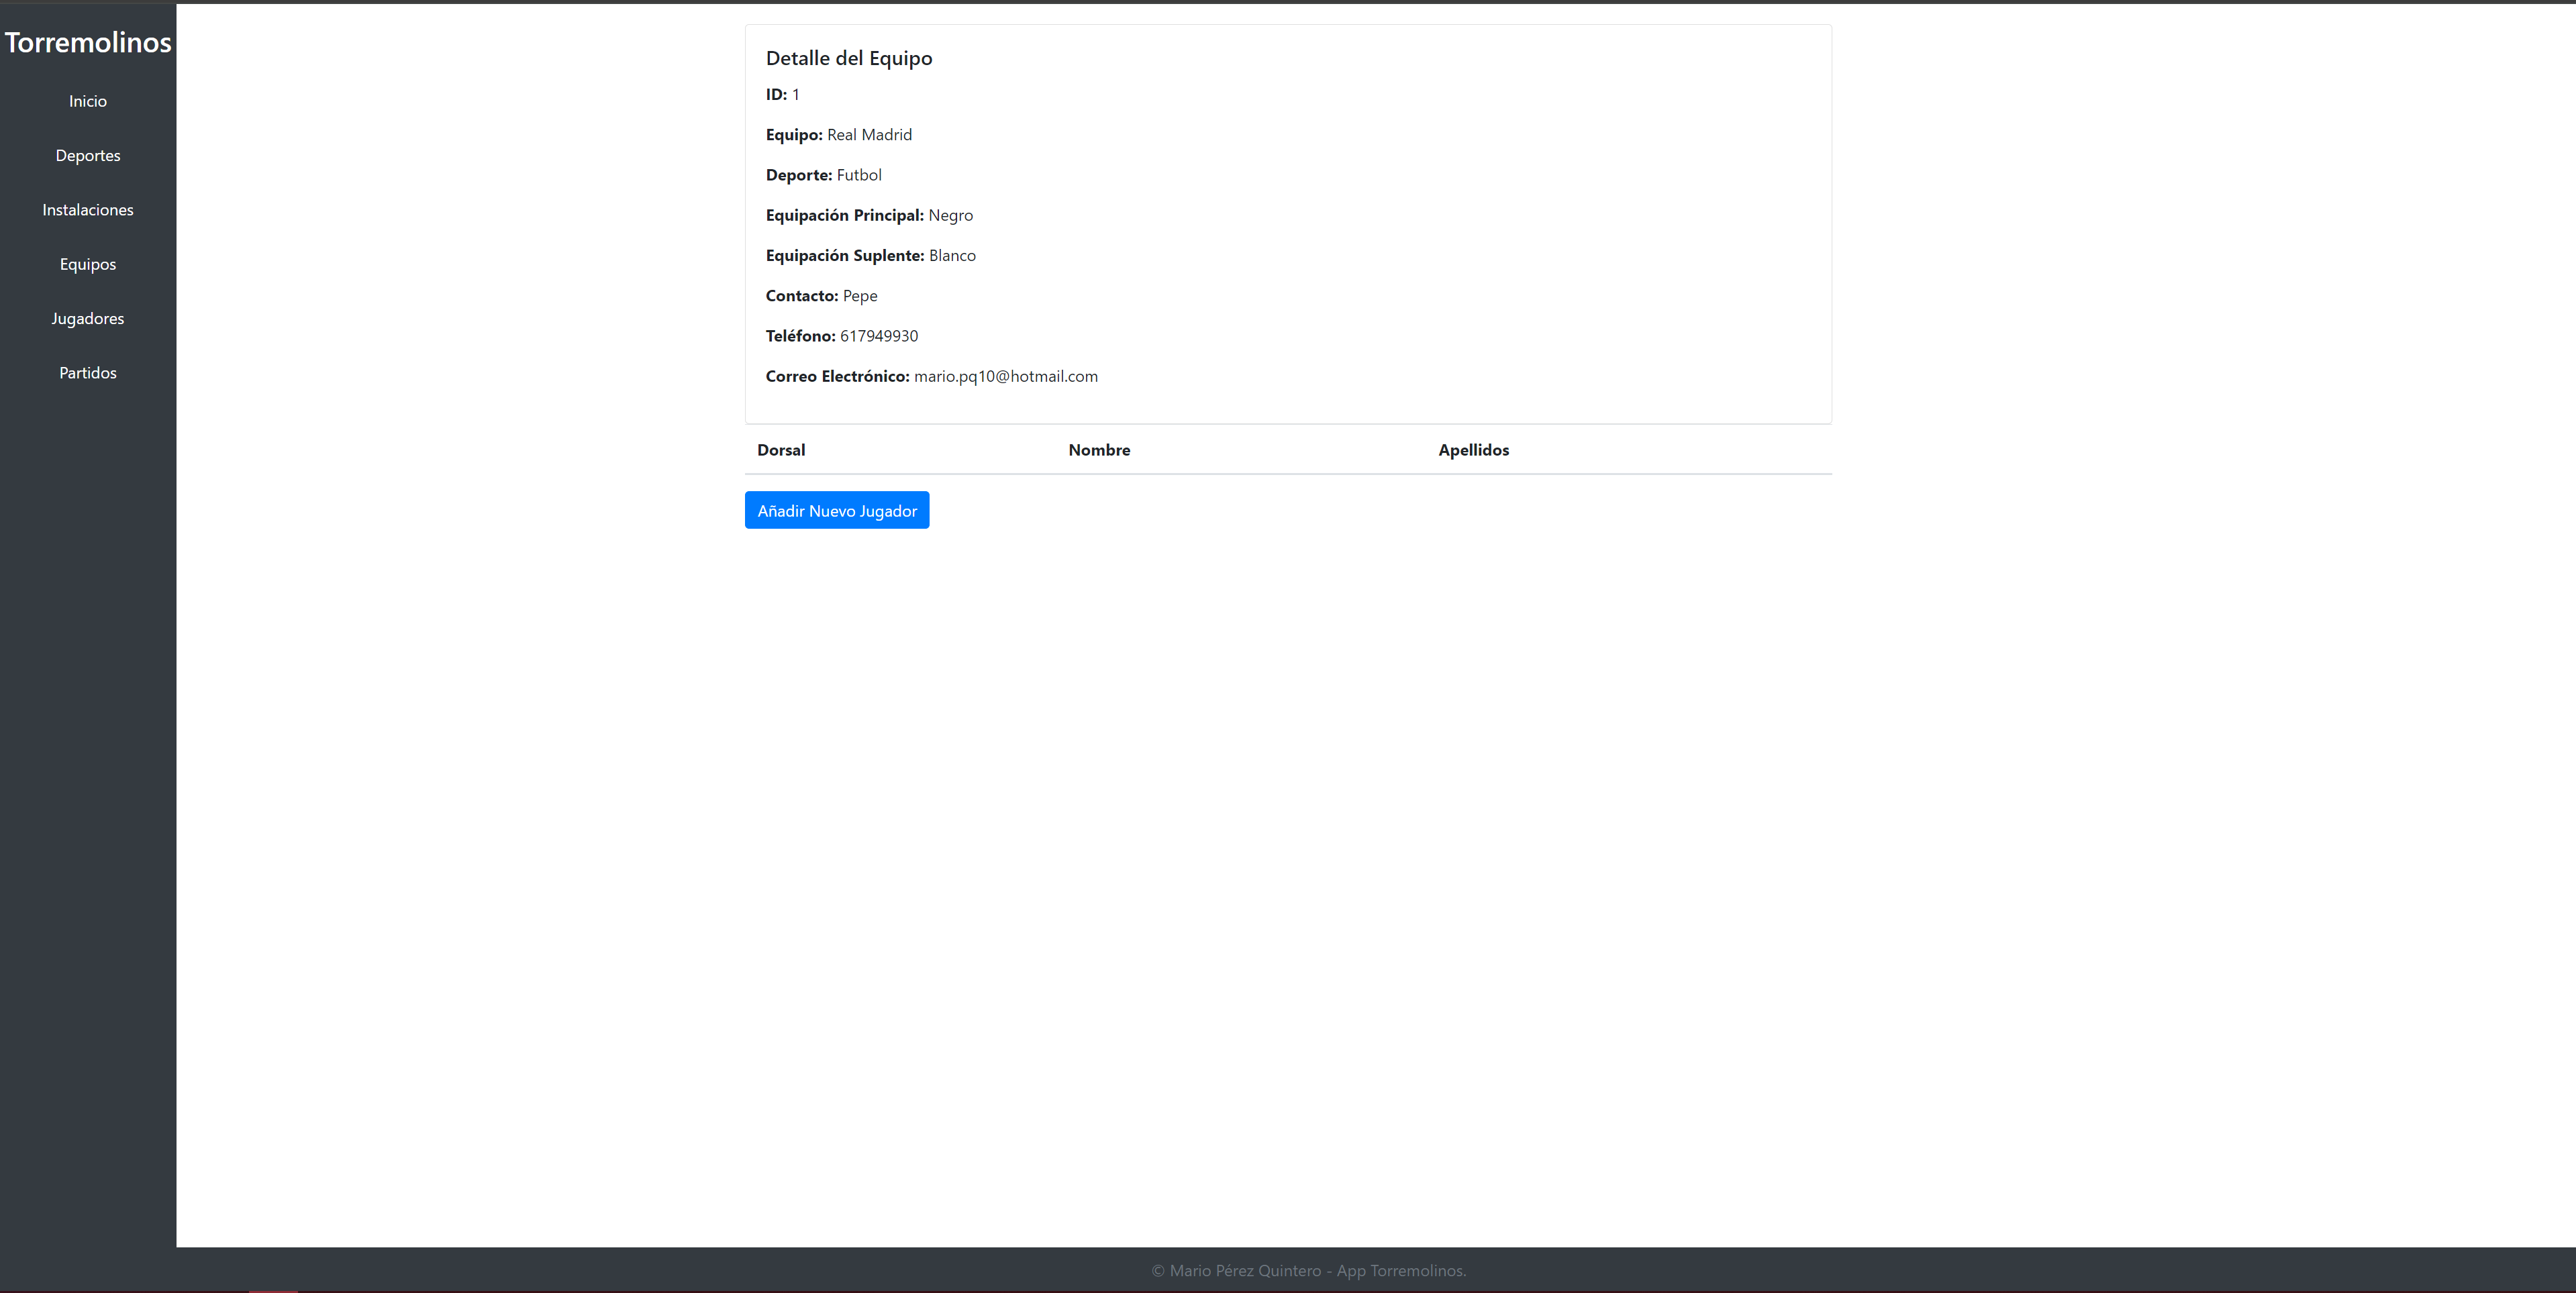 Torremolinos
Inicio
Deportes
Instalaciones
Equipos
Jugadores
Partidos
Detalle del Equipo
ID: 1
Equipo: Real Madrid
Deporte: Futbol
Equipación Principal: Negro
Equipación Suplente: Blanco
Contacto: Pepe
Teléfono: 617949930
Correo Electrónico: mario.pq10@hotmail.com
Dorsal Nombre Apellidos
Añadir Nuevo Jugador
© Mario Pérez Quintero - App Torremolinos.